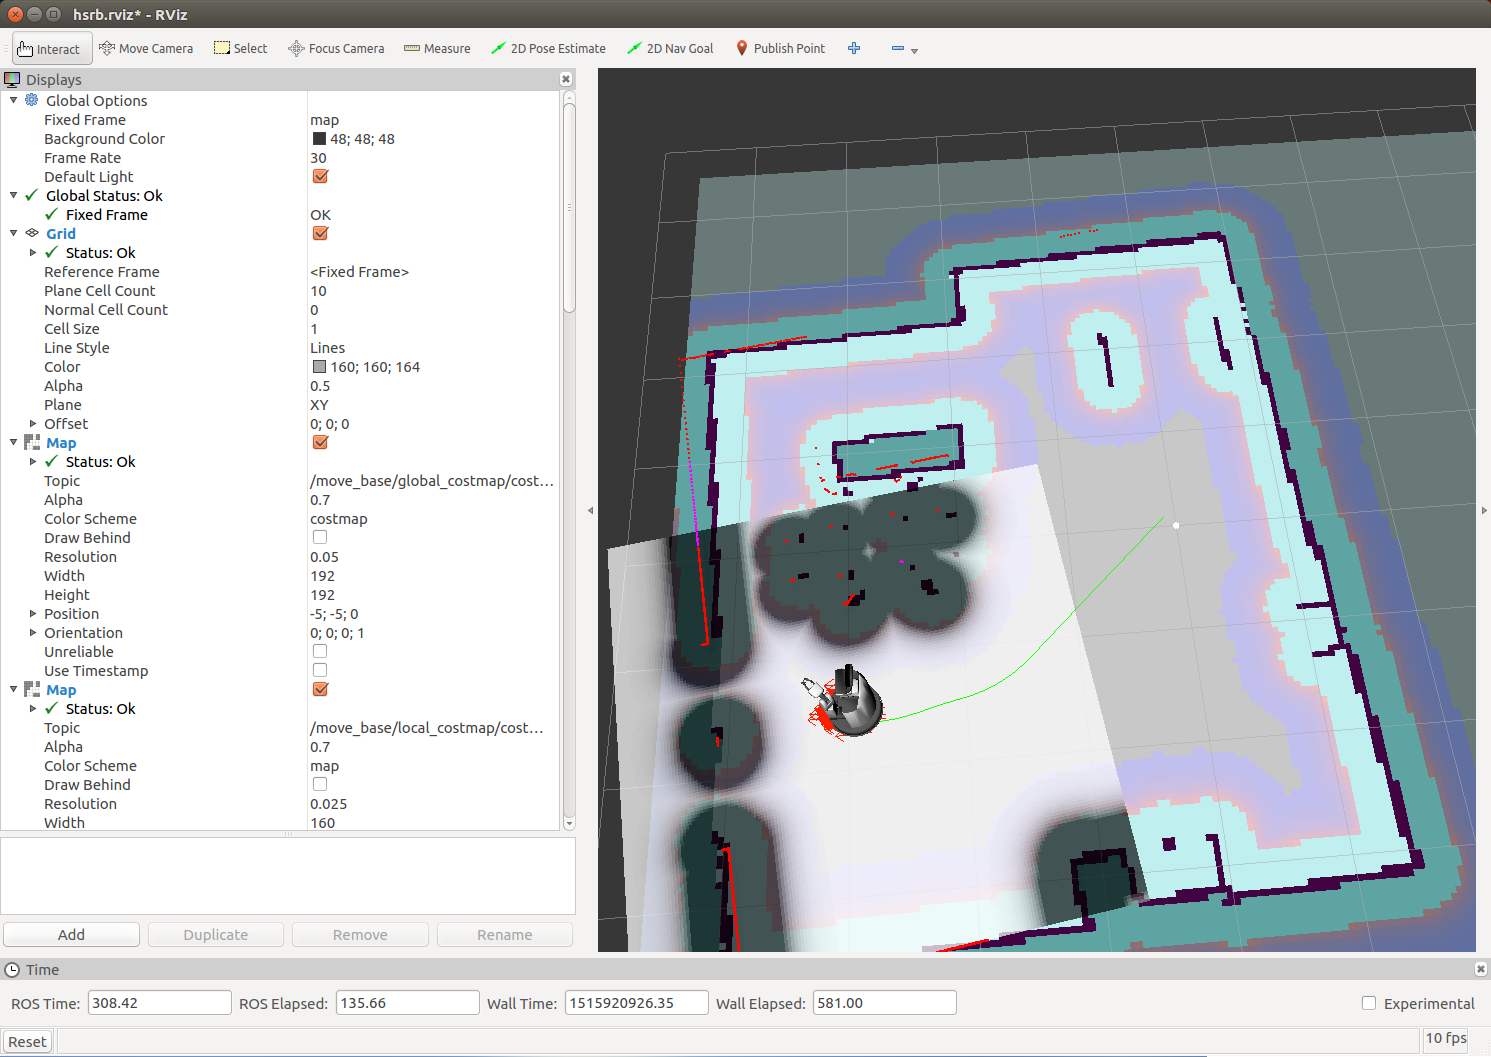 hsrb.rviz* - RViz
Interact Move Camera Select Focus Camera Measure 2D Pose Estimate 2D Nav Goal Publish Point
Displays
Global Options
Fixed Frame map
Background Color 48; 48; 48
Frame Rate 30
Default Light
Global Status: Ok
Fixed Frame OK
Grid
Status: Ok
Reference Frame <Fixed Frame>
Plane Cell Count 10
Normal Cell Count 0
Cell Size 1
Line Style Lines
Color 160; 160; 164
Alpha 0.5
Plane XY
Offset 0; 0; 0
Map
Status: Ok
Topic /move_base/global_costmap/cost...
Alpha 0.7
Color Scheme costmap
Draw Behind
Resolution 0.05
Width 192
Height 192
Position -5; -5; 0
Orientation 0; 0; 0; 1
Unreliable
Use Timestamp
Map
Status: Ok
Topic /move_base/local_costmap/cost...
Alpha 0.7
Color Scheme map
Draw Behind
Resolution 0.025
Width 160
Add Duplicate Remove Rename
Time
ROS Time: 308.42 ROS Elapsed: 135.66 Wall Time: 1515920926.35 Wall Elapsed: 581.00 Experimental
Reset 10 fps